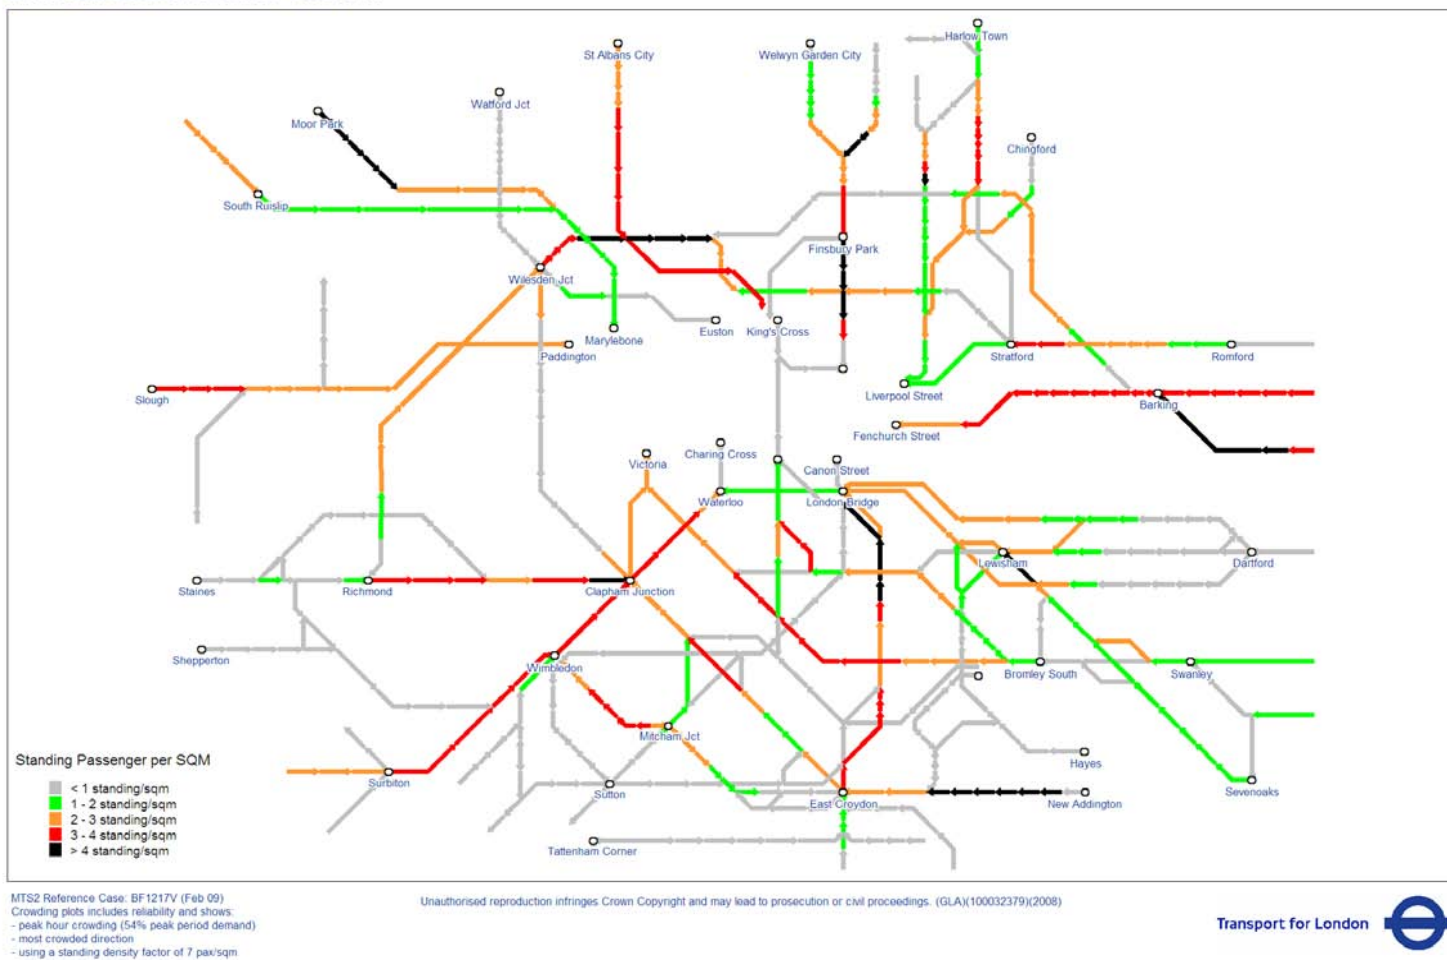 Harlow Town
St Albans City
Welwyn Garden City
Watford Jct
Moor Park
Chingford
South Ruislip
Finsbury Park
Wilesden Jct
Euston
King's Cross
Marylebone
Paddington
Stratford
Romford
Slough
Liverpool Street
Barking
Fenchurch Street
Charing Cross
Victoria
Canon Street
Waterloo
London Bridge
Lewisham
Dartford
Staines
Richmond
Clapham Junction
Shepperton
Wimbledon
Bromley South
Swanley
Mitcham Jct
Hayes
Surbiton
Sutton
East Croydon
New Addington
Sevenoaks
Tattenham Corner
Standing Passenger per SQM
< 1 standing/sqm
1 - 2 standing/sqm
2 - 3 standing/sqm
3 - 4 standing/sqm
> 4 standing/sqm
MTS2 Reference Case: BF1217V (Feb 09)
Crowding plots includes reliability and shows:
- peak hour crowding (54% peak period demand)
- most crowded direction
- using a standing density factor of 7 pax/sqm
Unauthorised reproduction infringes Crown Copyright and may lead to prosecution or civil proceedings. (GLA)(100032379)(2008)
Transport for London